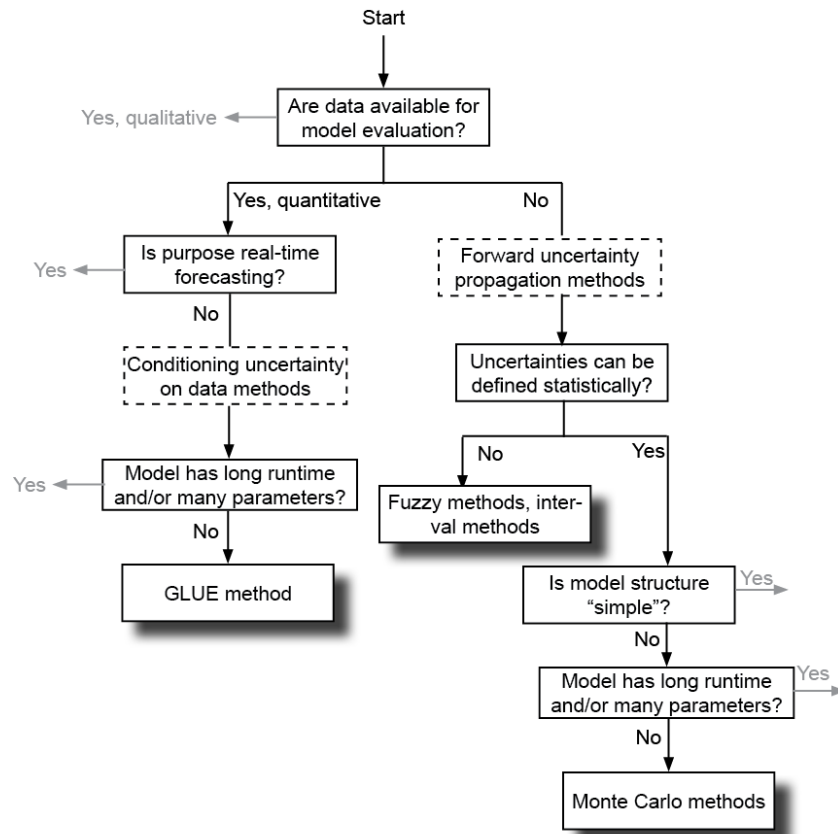 Start
Are data available for
model evaluation?
Yes, qualitative
Yes, quantitative
No
Is purpose real-time
forecasting?
Yes
No
Forward uncertainty
propagation methods
Conditioning uncertainty
on data methods
Uncertainties can be
defined statistically?
No
Yes
Model has long runtime
and/or many parameters?
Yes
No
Fuzzy methods, inter-
val methods
GLUE method
Is model structure
“simple”?
Yes
No
Model has long runtime
and/or many parameters?
Yes
No
Monte Carlo methods